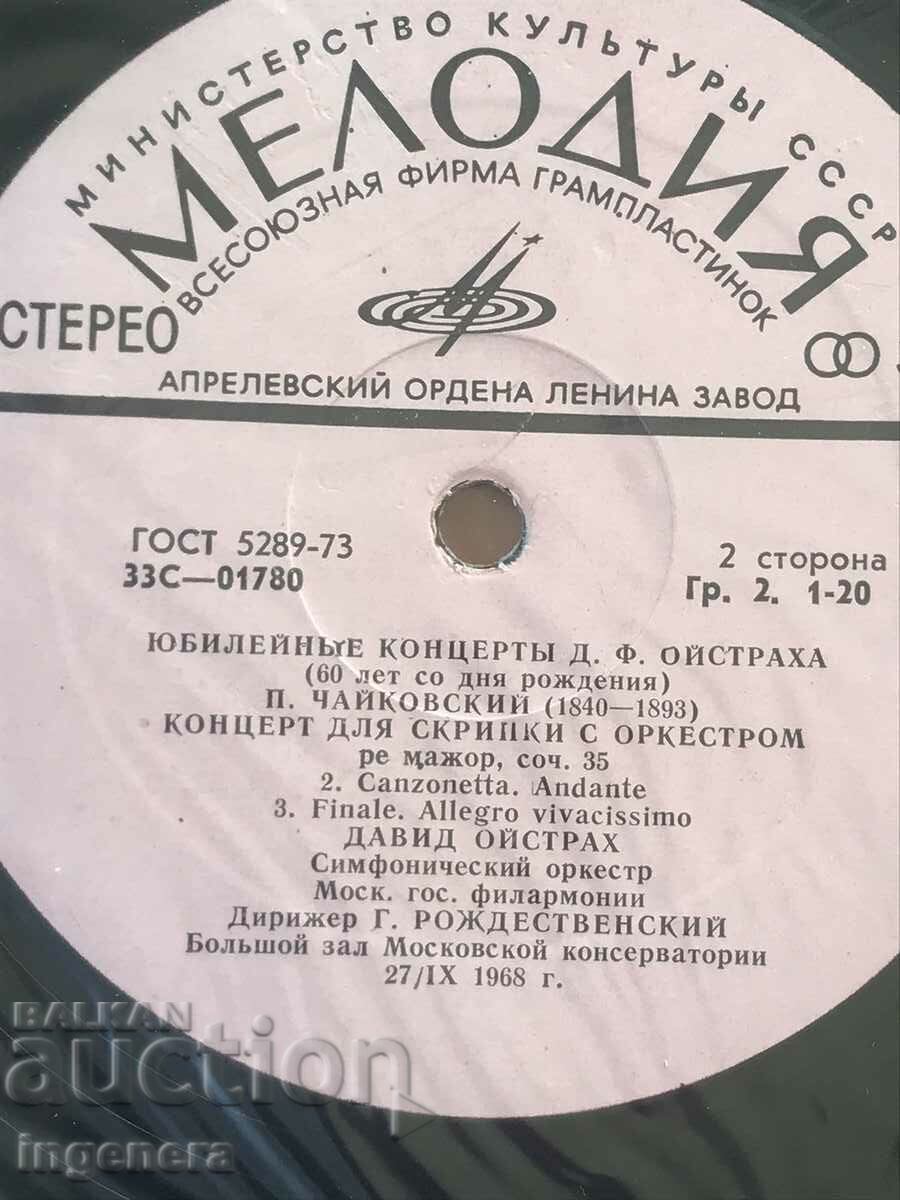 МИНИСТЕРСТВО КУЛЬТУРЫ СССР
МЕЛОДИЯ
ВСЕСОЮЗНАЯ ФИРМА ГРАМПЛАСТИНОК
СТЕРЕО
АПРЕЛЕВСКИЙ ОРДЕНА ЛЕНИНА ЗАВОД
ГОСТ 5289-73
33С—01780
2 сторона
Гр. 2. 1-20
ЮБИЛЕЙНЫЕ КОНЦЕРТЫ Д. Ф. ОЙСТРАХА
(60 лет со дня рождения)
П. ЧАЙКОВСКИЙ (1840—1893)
КОНЦЕРТ ДЛЯ СКРИПКИ С ОРКЕСТРОМ
ре мажор, соч. 35
2. Canzonetta. Andante
3. Finale. Allegro vivacissimo
ДАВИД ОЙСТРАХ
Симфонический оркестр
Моск. гос. филармонии
Дирижер Г. РОЖДЕСТВЕНСКИЙ
Большой зал Московской консерватории
27/IX 1968 г.
BALKAN
auction
ingenera